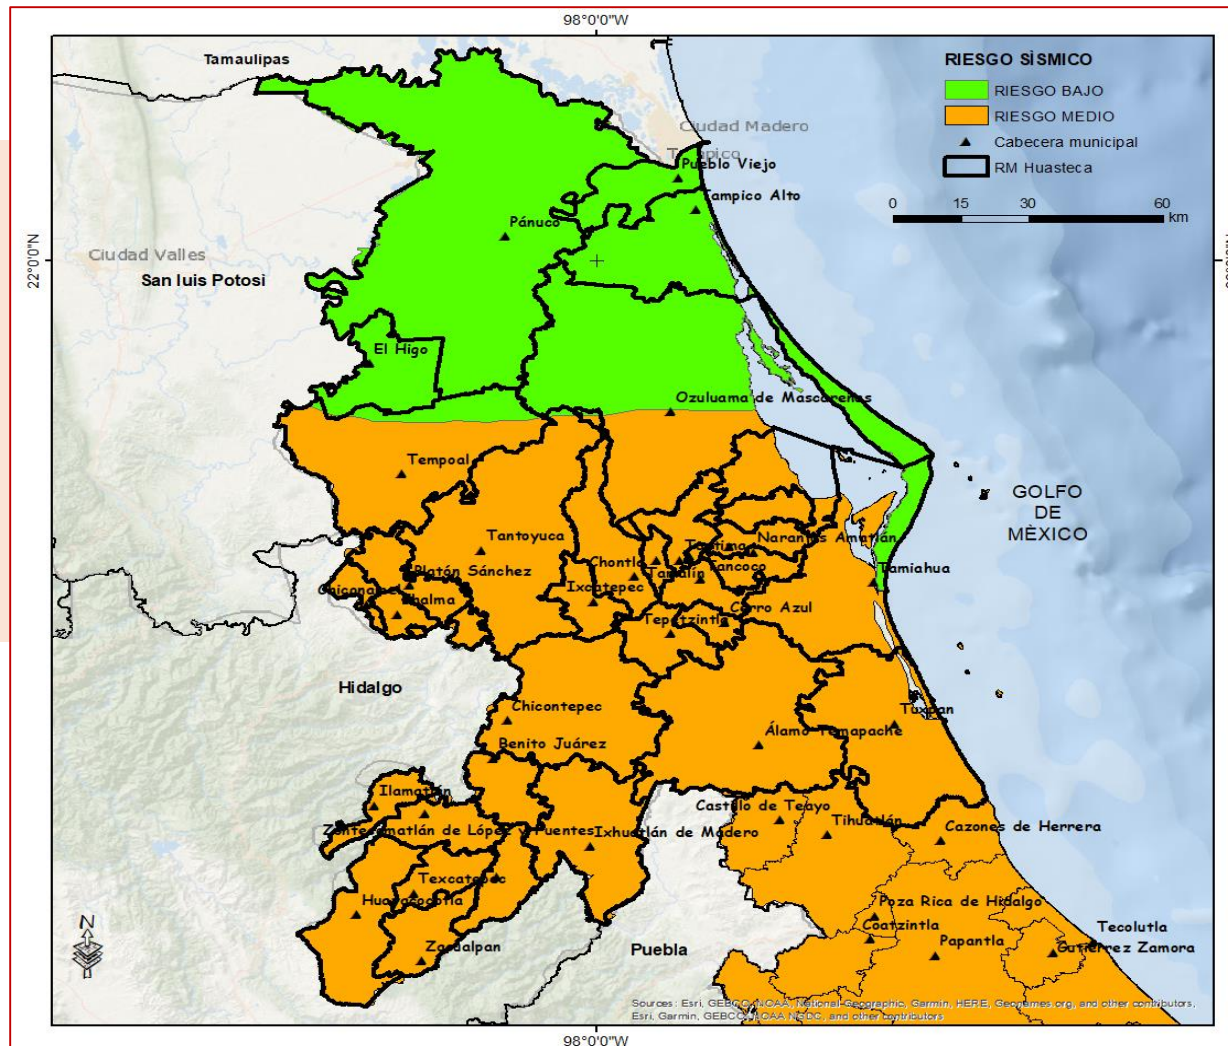 98°0'0"W
Tamaulipas
RIESGO SÌSMICO
RIESGO BAJO
RIESGO MEDIO
Cabecera municipal
RM Huasteca
0 15 30 60
km
Ciudad Madero
Pueblo Viejo
Tampico Alto
Pánuco
Ciudad Valles
22°0'0"N
San luis Potosi
El Higo
Ozuluama de Mascareñas
Tempoal
GOLFO
DE
MÈXICO
Tantoyuca
Naranjos Amatlán
Chontla
Tamalín
Tancoco
Platón Sánchez
Ixcatepec
Tamiahua
Cerro Azul
Tepetzintla
Hidalgo
Chicontepec
Tuxpan
Álamo Temapache
Benito Juárez
Ilamatlán
Castillo de Teayo
Tihuatlán
Cazones de Herrera
Ixhuatlán de Madero
Texcatepec
Huayacocotla
Poza Rica de Hidalgo
Coatzintla
Papantla
Tecolutla
Gutiérrez Zamora
Zacualpan
Puebla
N
Sources: Esri, GEBCO, NOAA, National Geographic, Garmin, HERE, Geonames.org, and other contributors,
Esri, Garmin, GEBCO, NOAA NGDC, and other contributors
98°0'0"W